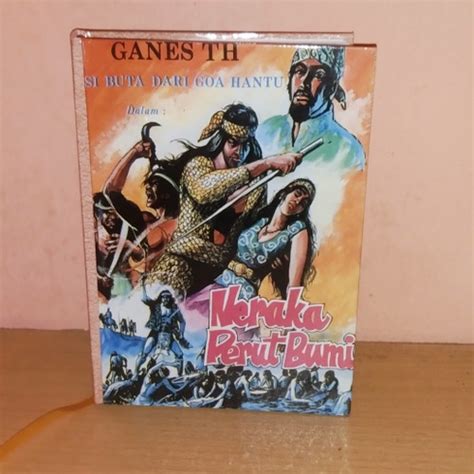 GANES TH
SI BUTA DARI GOA HANTU
Dalam :
Neraka
Perut Bumi